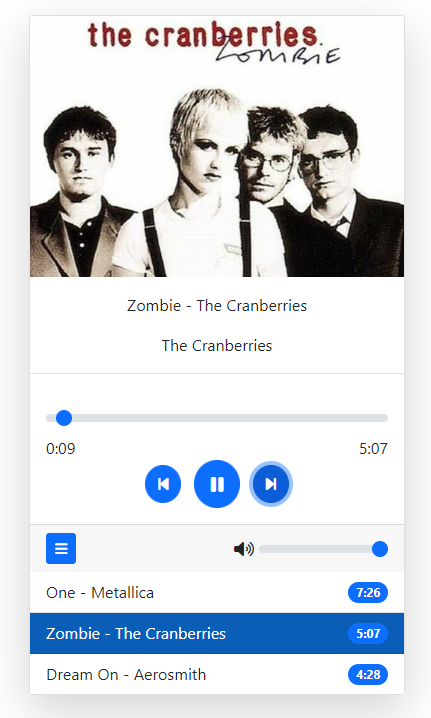 the cranberries.
ZOMBIE
Zombie - The Cranberries
The Cranberries
0:09 5:07
One - Metallica 7:26
Zombie - The Cranberries 5:07
Dream On - Aerosmith 4:28